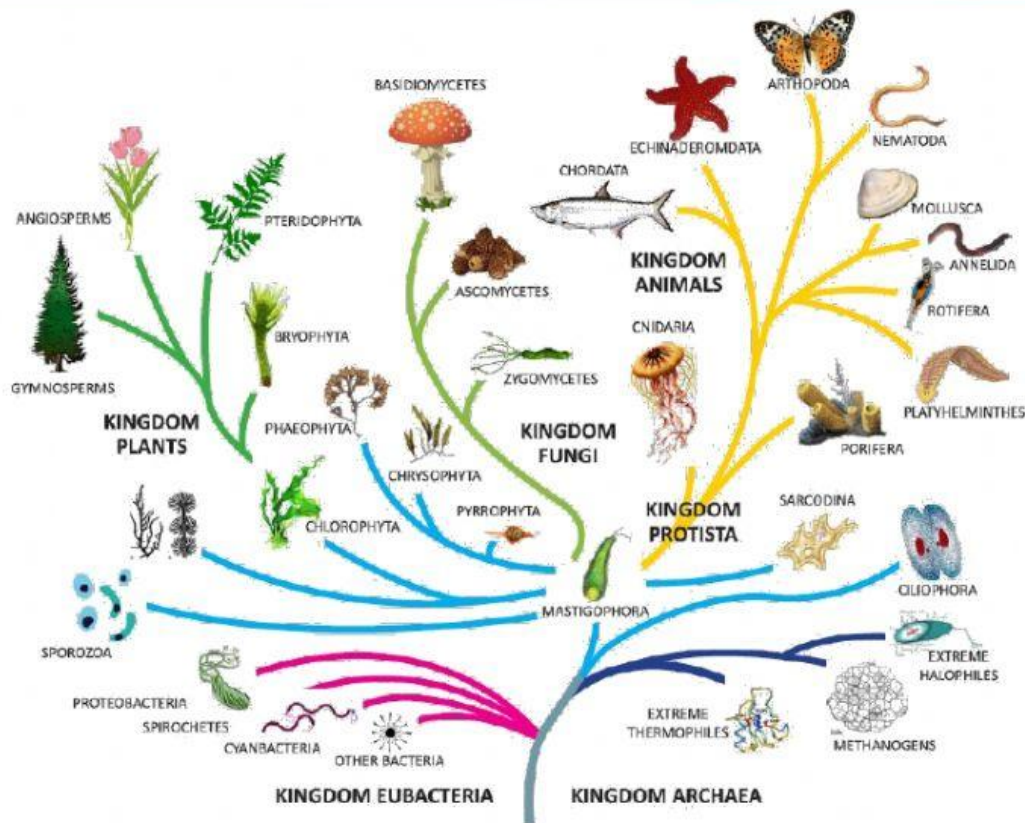 BASIDIOMYCETES
ARTHOPODA
ECHINADEROMDATA
NEMATODA
CHORDATA
MOLLUSCA
ANGIOSPERMS
PTERIDOPHYTA
ANNELIDA
KINGDOM
ANIMALS
ASCOMYCETES
ROTIFERA
CNIDARIA
BRYOPHYTA
GYMNOSPERMS
ZYGOMYCETES
PLATYHELMINTHES
KINGDOM
PLANTS
PHAEOPHYTA
KINGDOM
FUNGI
PORIFERA
CHRYSOPHYTA
SARCODINA
PYRROPHYTA
KINGDOM
PROTISTA
CHLOROPHYTA
CILIOPHORA
MASTIGOPHORA
SPOROZOA
EXTREME
HALOPHILES
PROTEOBACTERIA
SPIROCHETES
EXTREME
THERMOPHILES
CYANBACTERIA
METHANOGENS
OTHER BACTERIA
KINGDOM EUBACTERIA
KINGDOM ARCHAEA